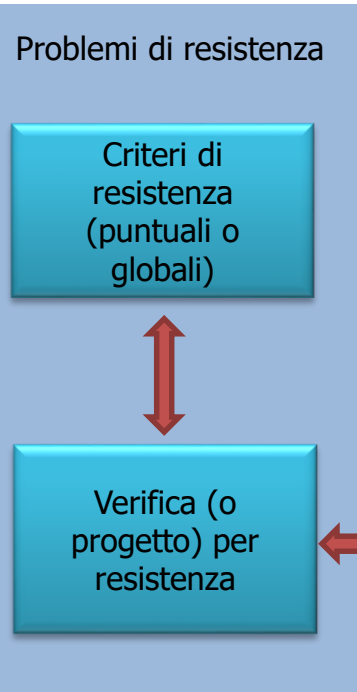 Problemi di resistenza
Criteri di
resistenza
(puntuali o
globali)
Verifica (o
progetto) per
resistenza